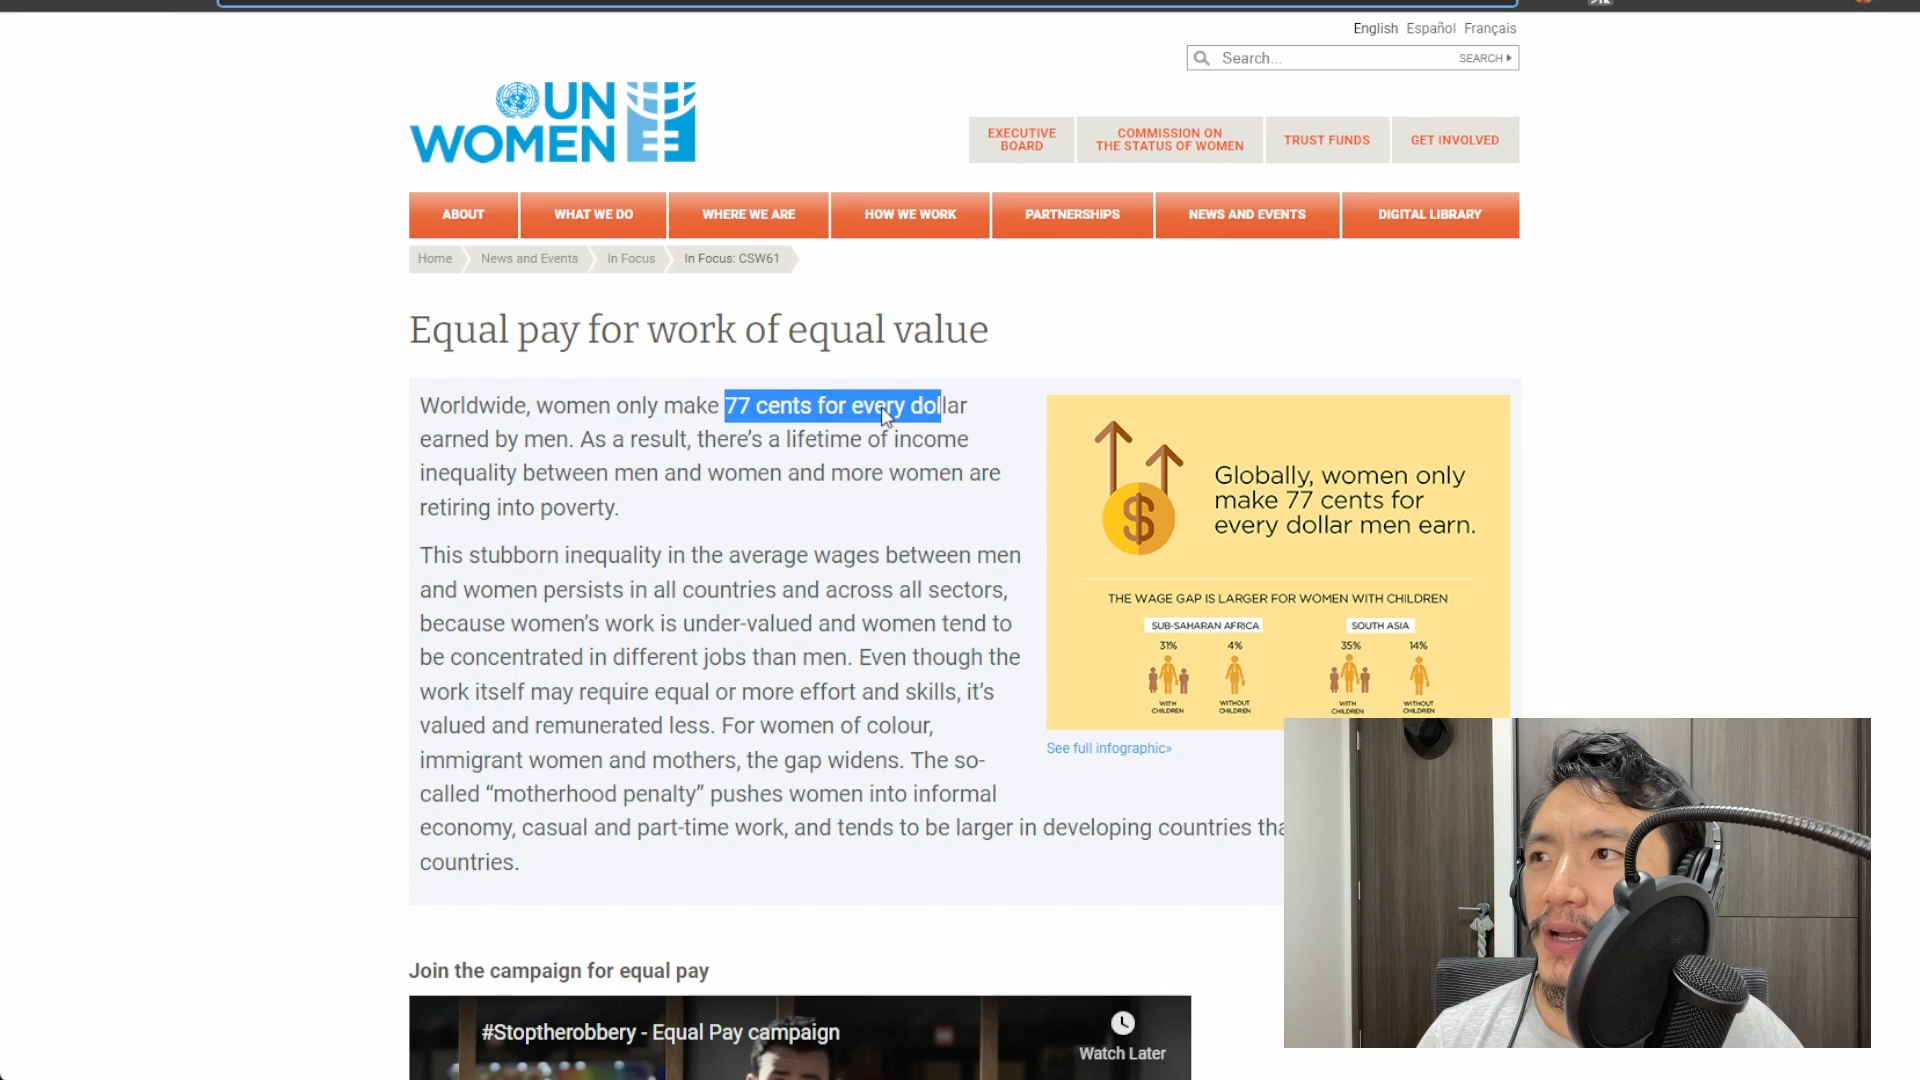 English Español Français
Search... SEARCH
UN
WOMEN
EXECUTIVE
BOARD
COMMISSION ON
THE STATUS OF WOMEN
TRUST FUNDS
GET INVOLVED
ABOUT WHAT WE DO WHERE WE ARE HOW WE WORK PARTNERSHIPS NEWS AND EVENTS DIGITAL LIBRARY
Home News and Events In Focus In Focus: CSW61
Equal pay for work of equal value
Worldwide, women only make 77 cents for every dollar
earned by men. As a result, there's a lifetime of income
inequality between men and women and more women are
retiring into poverty.
This stubborn inequality in the average wages between men
and women persists in all countries and across all sectors,
because women's work is under-valued and women tend to
be concentrated in different jobs than men. Even though the
work itself may require equal or more effort and skills, it's
valued and remunerated less. For women of colour,
immigrant women and mothers, the gap widens. The so-
called “motherhood penalty” pushes women into informal
economy, casual and part-time work, and tends to be larger in developing countries tha
countries.
Globally, women only
make 77 cents for
every dollar men earn.
THE WAGE GAP IS LARGER FOR WOMEN WITH CHILDREN
SUB-SAHARAN AFRICA SOUTH ASIA
31% 4% 35% 14%
WITH
CHILDREN
WITHOUT
CHILDREN
WITH
CHILDREN
WITHOUT
CHILDREN
See full infographic»
Join the campaign for equal pay
#Stoptherobbery - Equal Pay campaign
Watch Later